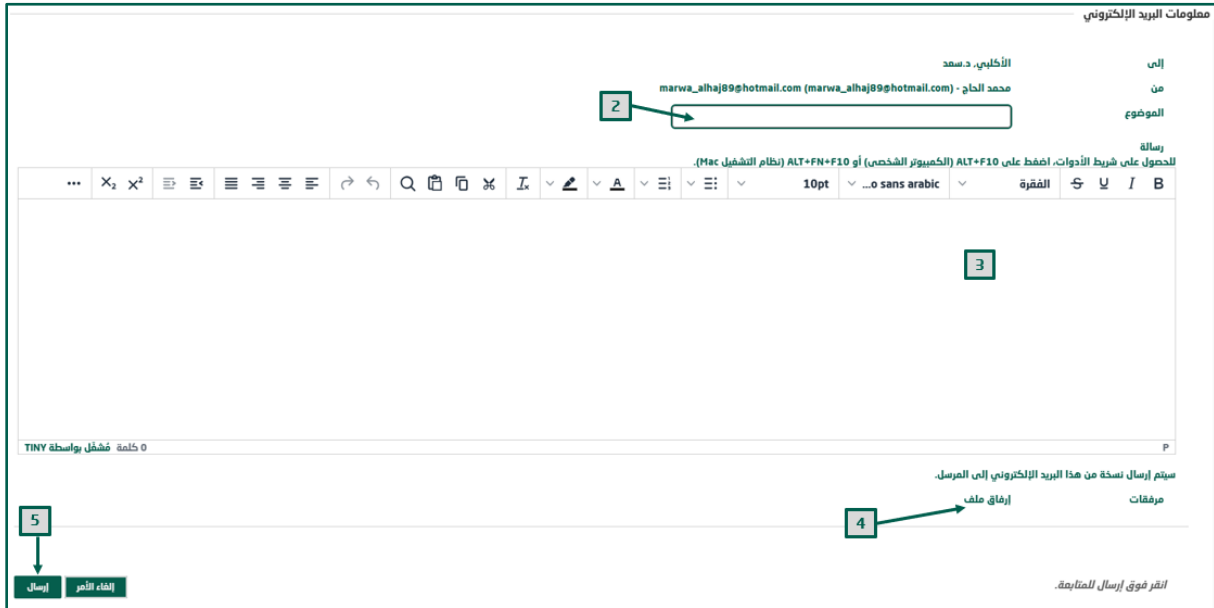 معلومات البريد الإلكتروني
إلى الأكلبي، د.سعد
من محمد الحاج - marwa_alhaj89@hotmail.com (marwa_alhaj89@hotmail.com)
الموضوع
2
رسالة
للحصول على شريط الأدوات، اضغط على ALT+F10 (الكمبيوتر الشخصي) أو ALT+FN+F10 (نظام التشغيل Mac).
B I U S الفقرة o sans arabic... 10pt A Ix X² X₂ ...
3
P 0 كلمة مُشغَّل بواسطة TINY
سيتم إرسال نسخة من هذا البريد الإلكتروني إلى المرسل.
مرفقات إرفاق ملف
4
5
انقر فوق إرسال للمتابعة. إلغاء الأمر إرسال